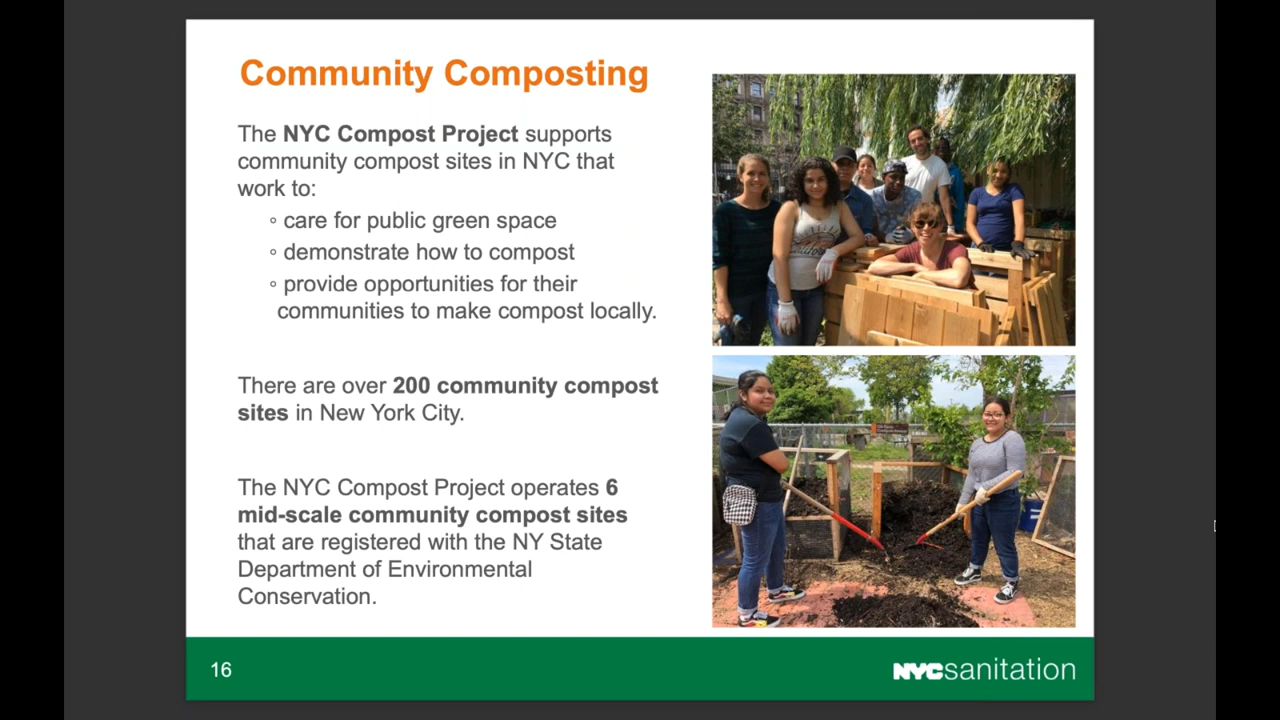 Community Composting
The NYC Compost Project supports
community compost sites in NYC that
work to:
◦ care for public green space
◦ demonstrate how to compost
◦ provide opportunities for their
communities to make compost locally.
There are over 200 community compost
sites in New York City.
The NYC Compost Project operates 6
mid-scale community compost sites
that are registered with the NY State
Department of Environmental
Conservation.
16
NYCsanitation